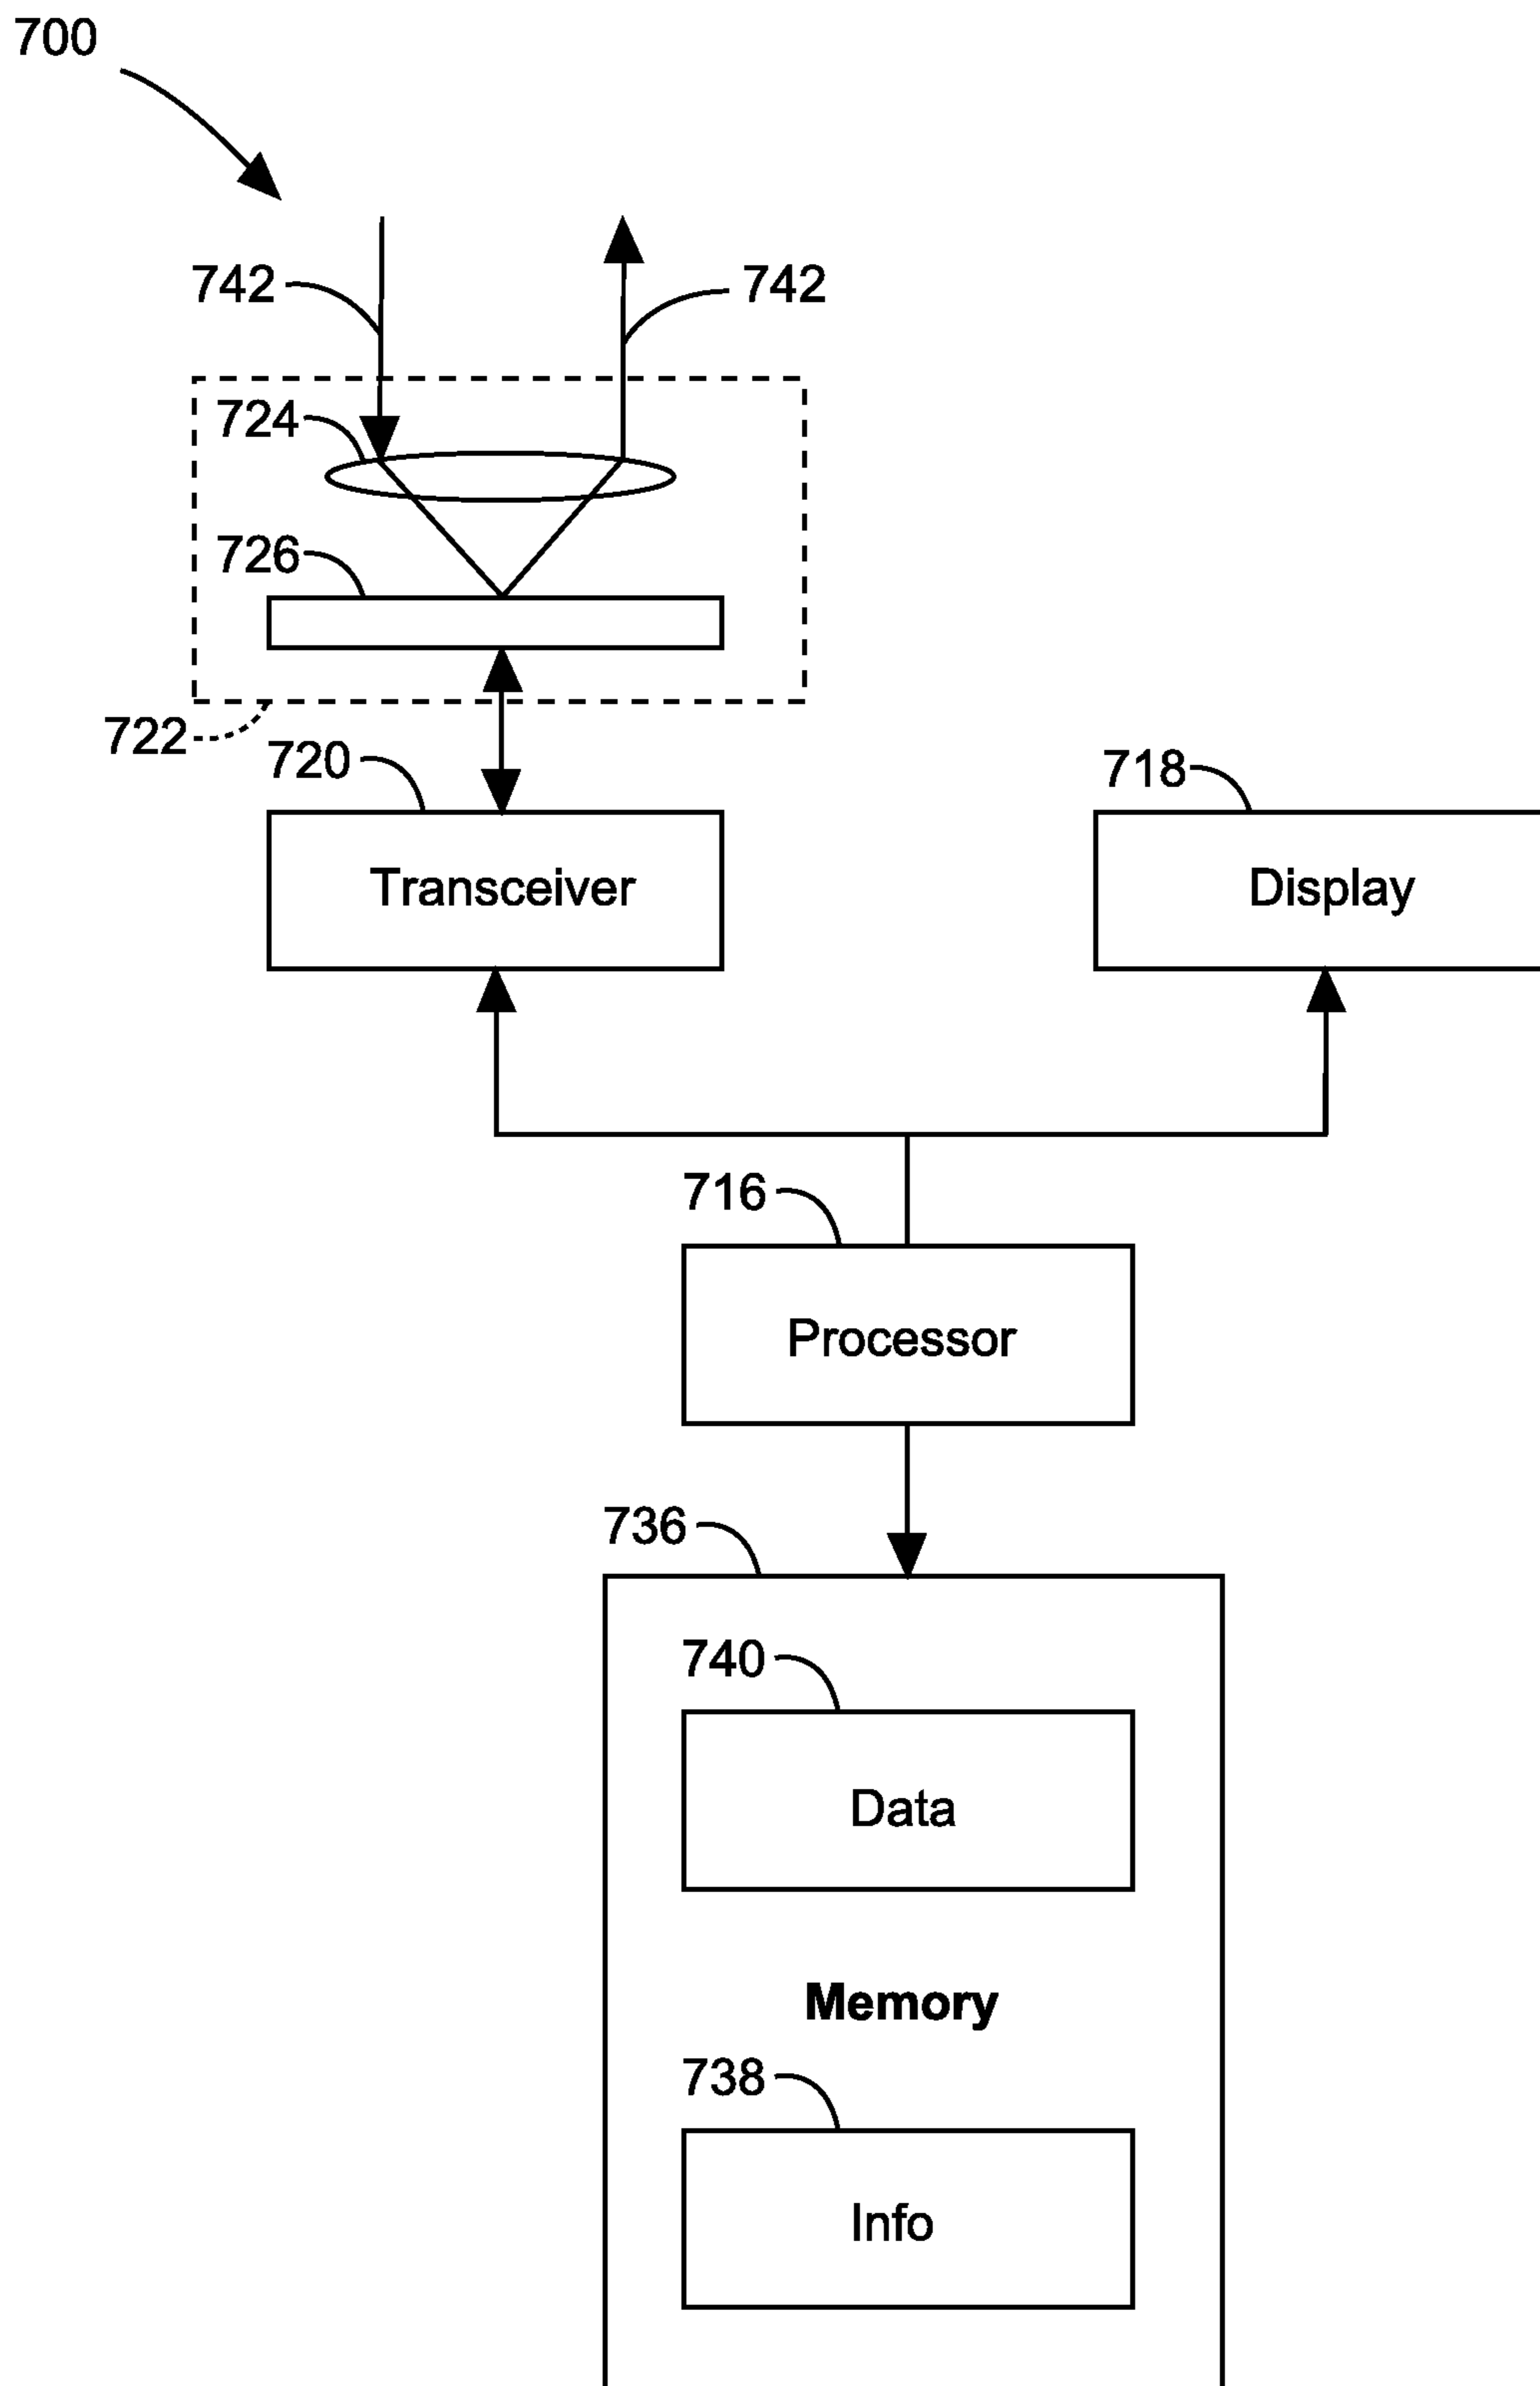 700
742
742
724
726
722
720
718
Transceiver
Display
716
Processor
736
740
Data
Memory
738
Info